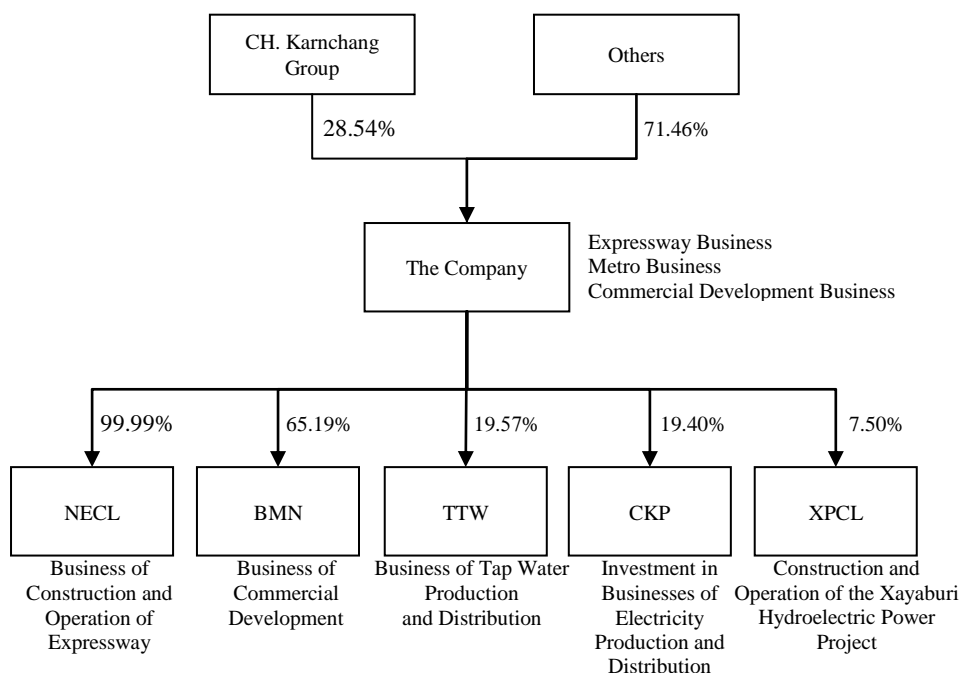 CH. Karnchang
Group
Others
28.54%
71.46%
The Company
Expressway Business
Metro Business
Commercial Development Business
99.99%
65.19%
19.57%
19.40%
7.50%
NECL
BMN
TTW
CKP
XPCL
Business of
Construction and
Operation of
Expressway
Business of
Commercial
Development
Business of Tap Water
Production
and Distribution
Investment in
Businesses of
Electricity
Production and
Distribution
Construction and
Operation of the Xayaburi
Hydroelectric Power
Project